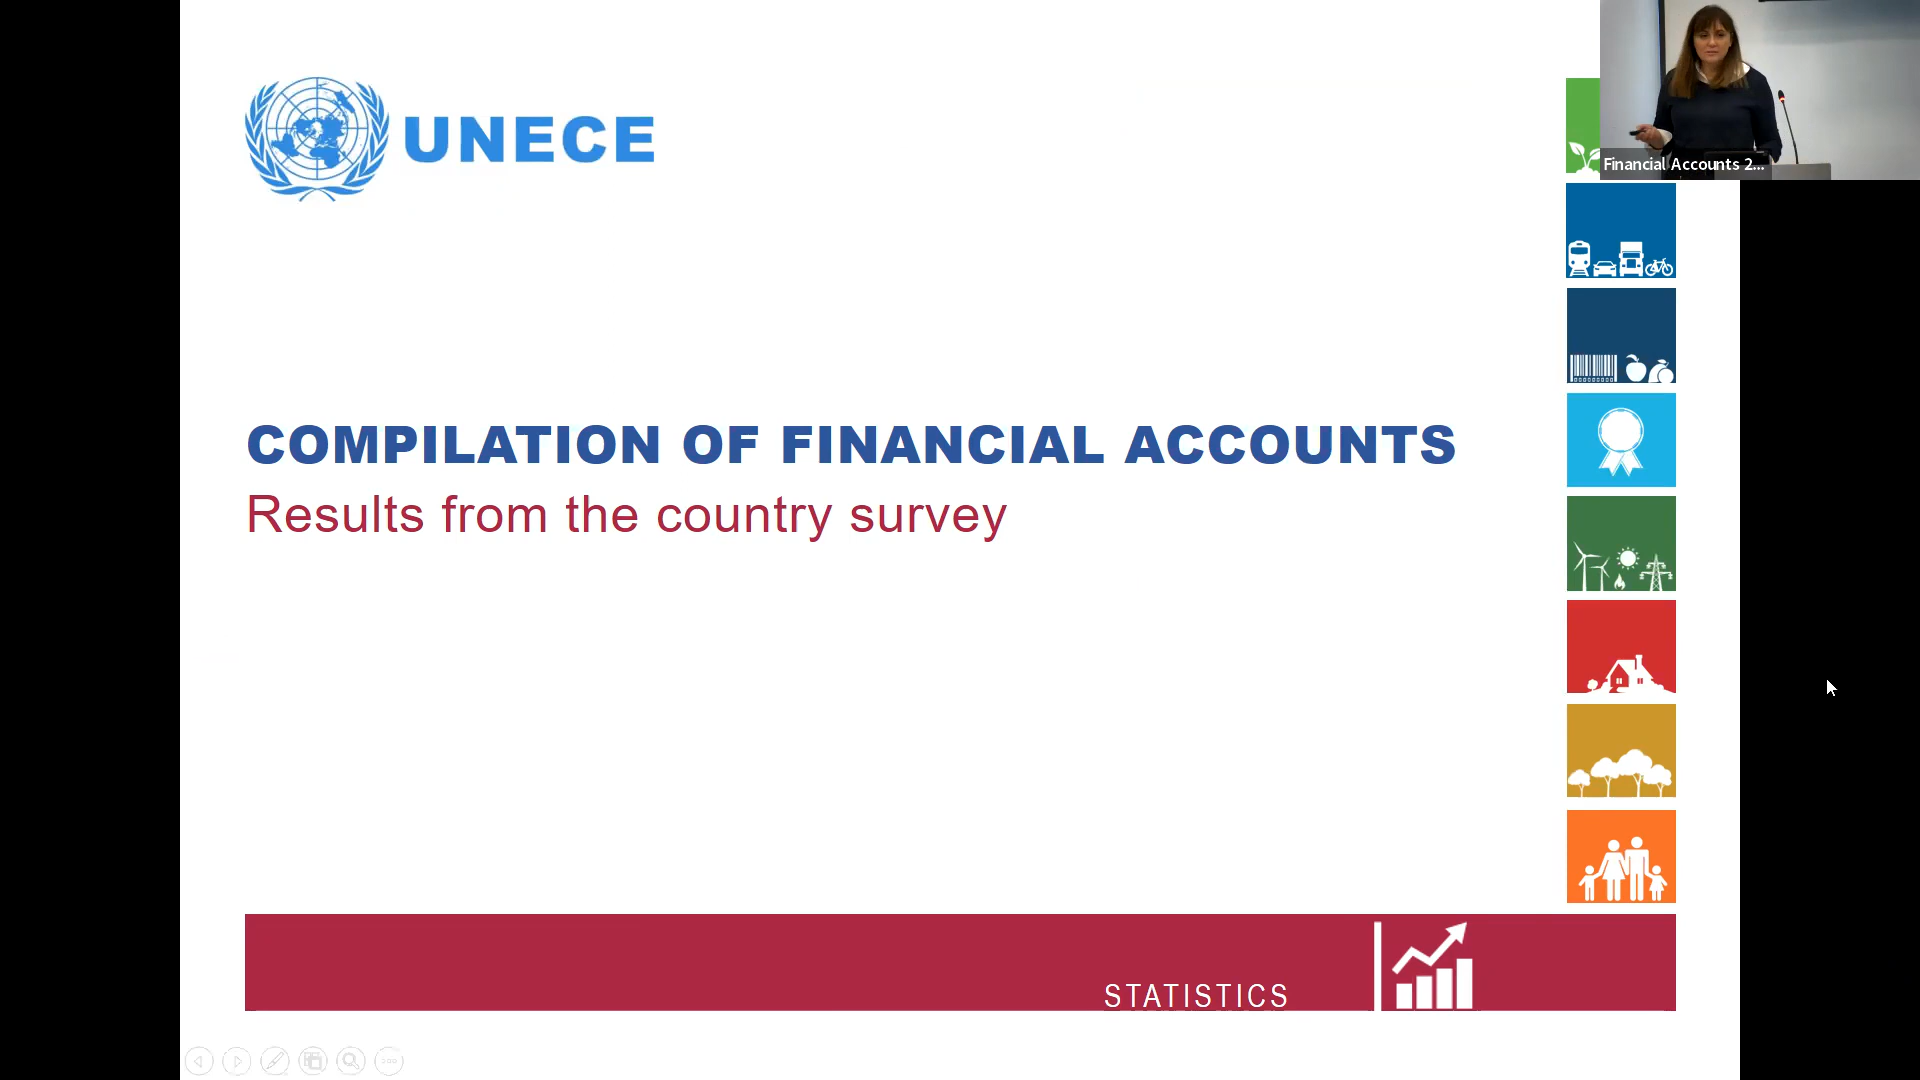 UNECE
Financial Accounts 2...
COMPILATION OF FINANCIAL ACCOUNTS
Results from the country survey
STATISTICS